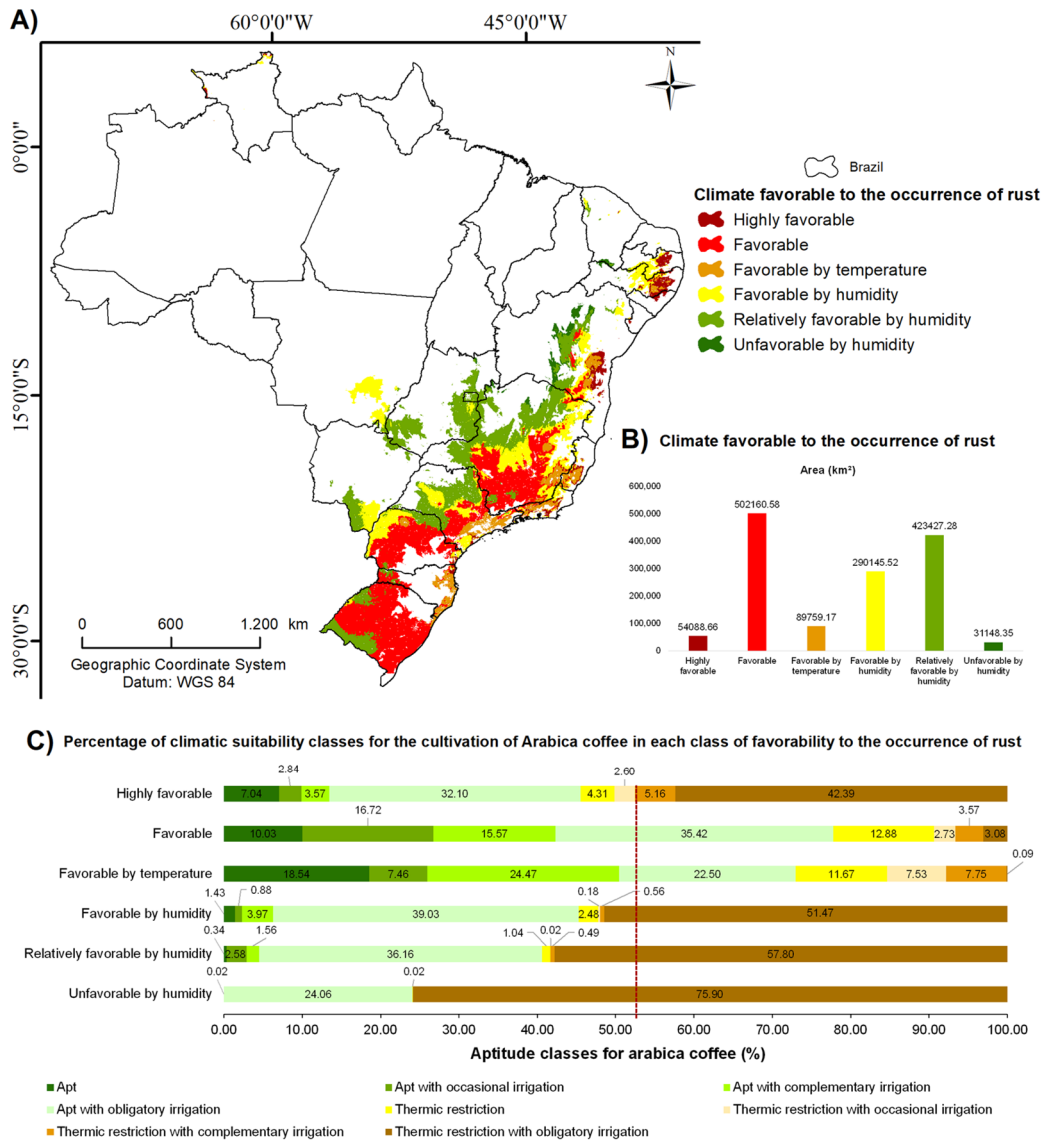 A)
60°0'0"W
45°0'0"W
N
0°0'0"
15°0'0"S
30°0'0"S
Brazil
Climate favorable to the occurrence of rust
Highly favorable
Favorable
Favorable by temperature
Favorable by humidity
Relatively favorable by humidity
Unfavorable by humidity
0 600 1.200 km
Geographic Coordinate System
Datum: WGS 84
B) Climate favorable to the occurrence of rust
Area (km²)
600,000
500,000
400,000
300,000
200,000
100,000
0
54088.66
502160.58
89759.17
290145.52
423427.28
31148.35
Highly
favorable
Favorable
Favorable by
temperature
Favorable by
humidity
Relatively
favorable by
humidity
Unfavorable by
humidity
C) Percentage of climatic suitability classes for the cultivation of Arabica coffee in each class of favorability to the occurrence of rust
2.84 2.60
Highly favorable 7.04 3.57 32.10 4.31 5.16 42.39
16.72 3.57
Favorable 10.03 15.57 35.42 12.88 2.73 3.08
Favorable by temperature 18.54 7.46 24.47 22.50 11.67 7.53 7.75 0.09
1.43 0.88 0.18 0.56
Favorable by humidity 3.97 39.03 2.48 51.47
0.34 1.56 1.04 0.02 0.49
Relatively favorable by humidity 2.58 36.16 57.80
0.02 0.02
Unfavorable by humidity 24.06 75.90
0.00 10.00 20.00 30.00 40.00 50.00 60.00 70.00 80.00 90.00 100.00
Aptitude classes for arabica coffee (%)
Apt Apt with occasional irrigation Apt with complementary irrigation
Apt with obligatory irrigation Thermic restriction Thermic restriction with occasional irrigation
Thermic restriction with complementary irrigation Thermic restriction with obligatory irrigation